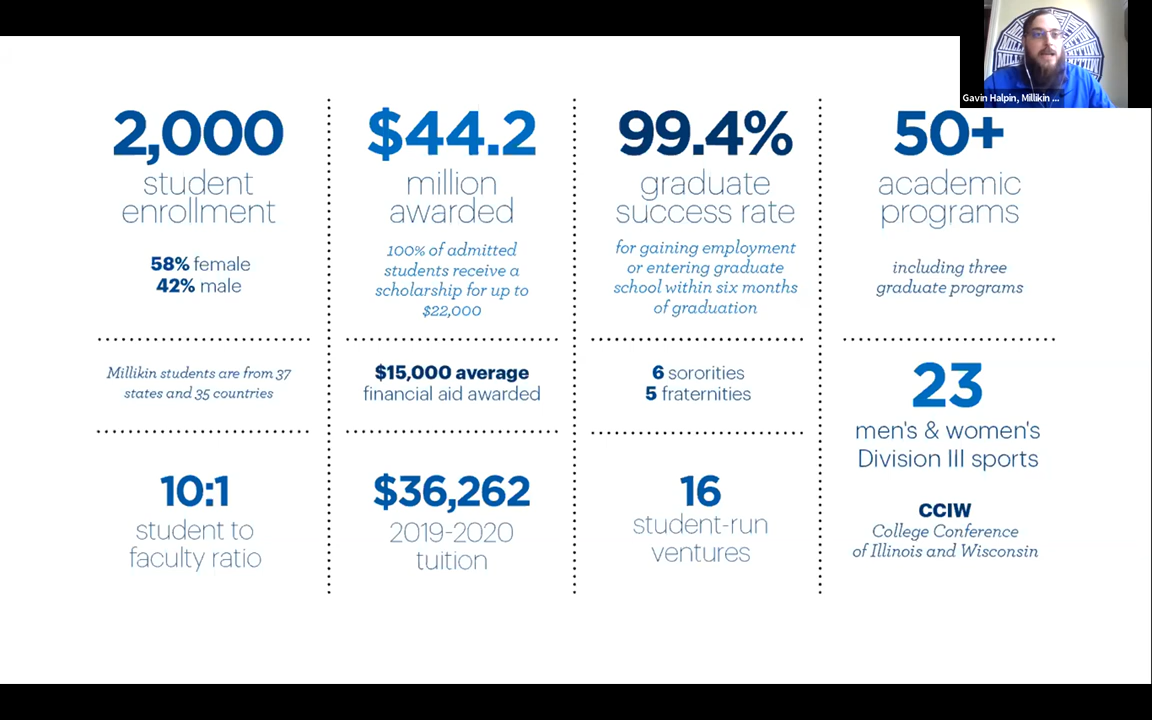 Gavin Halpin, Millikin ...
2,000
student
enrollment
58% female
42% male
Millikin students are from 37
states and 35 countries
10:1
student to
faculty ratio
$44.2
million
awarded
100% of admitted
students receive a
scholarship for up to
$22,000
$15,000 average
financial aid awarded
$36,262
2019-2020
tuition
99.4%
graduate
success rate
for gaining employment
or entering graduate
school within six months
of graduation
6 sororities
5 fraternities
16
student-run
ventures
50+
academic
programs
including three
graduate programs
23
men's & women's
Division III sports
CCIW
College Conference
of Illinois and Wisconsin